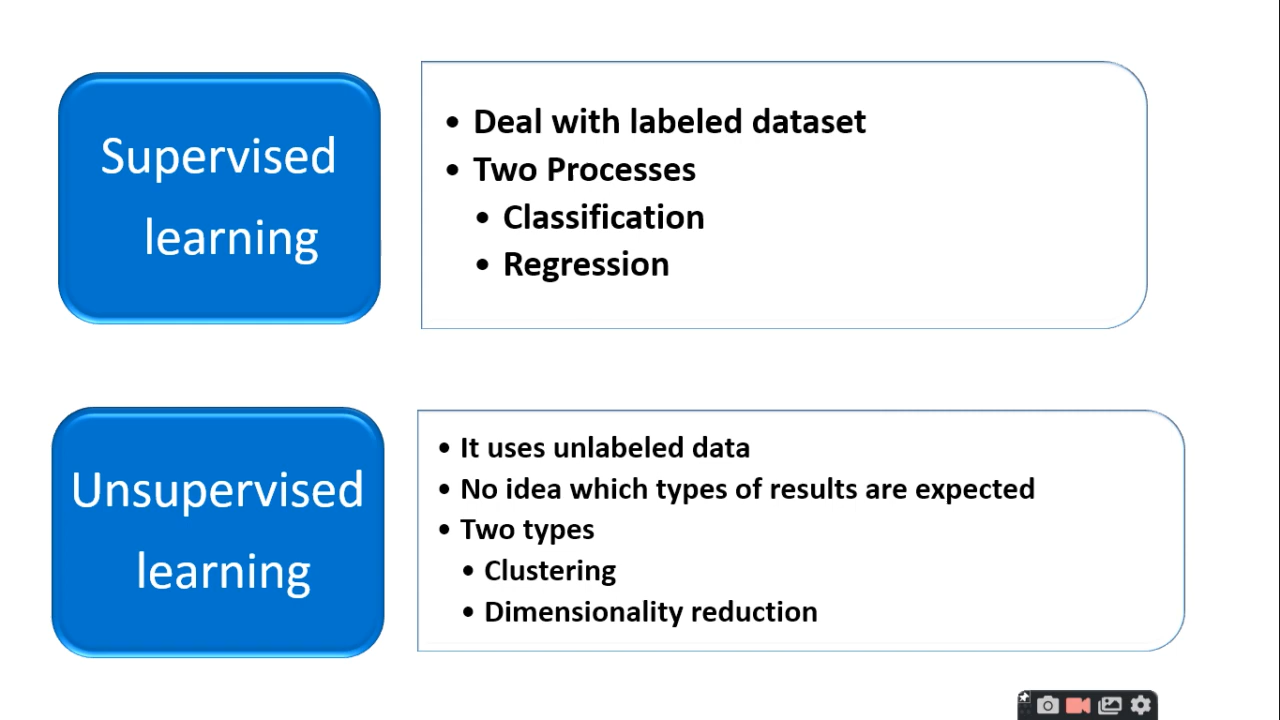 Supervised
learning
• Deal with labeled dataset
• Two Processes
• Classification
• Regression
Unsupervised
learning
• It uses unlabeled data
• No idea which types of results are expected
• Two types
• Clustering
• Dimensionality reduction